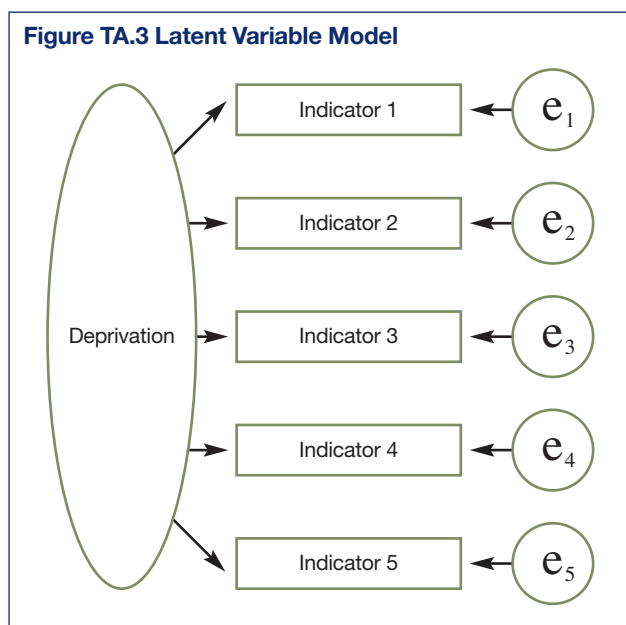 Figure TA.3 Latent Variable Model
Indicator 1
e₁
Indicator 2
e₂
Deprivation
Indicator 3
e₃
Indicator 4
e₄
Indicator 5
e₅